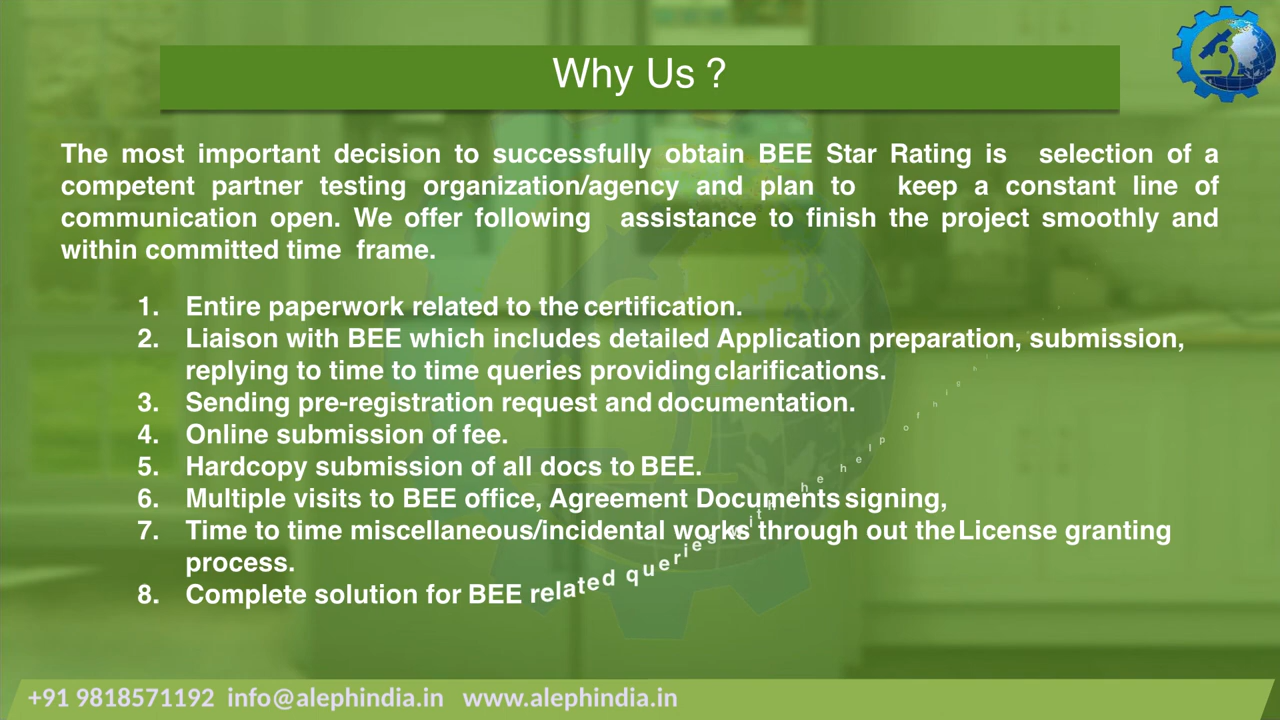 Why Us ?
The most important decision to successfully obtain BEE Star Rating is selection of a
competent partner testing organization/agency and plan to keep a constant line of
communication open. We offer following assistance to finish the project smoothly and
within committed time frame.
1. Entire paperwork related to the certification.
2. Liaison with BEE which includes detailed Application preparation, submission,
replying to time to time queries providing clarifications.
3. Sending pre-registration request and documentation.
4. Online submission of fee.
5. Hardcopy submission of all docs to BEE.
6. Multiple visits to BEE office, Agreement Documents signing,
7. Time to time miscellaneous/incidental works through out the License granting
process.
8. Complete solution for BEE related queries with the help of high
+91 9818571192 info@alephindia.in www.alephindia.in